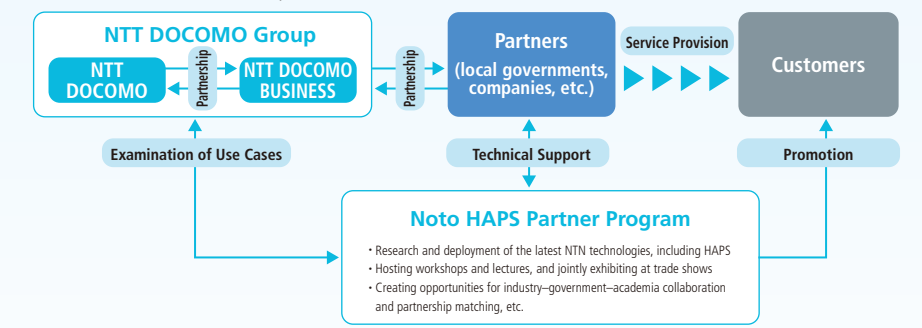 NTT DOCOMO Group
NTT
DOCOMO
Partnership
NTT DOCOMO
BUSINESS
Partnership
Partners
(local governments,
companies, etc.)
Service Provision
Customers
Examination of Use Cases
Technical Support
Promotion
Noto HAPS Partner Program
・Research and deployment of the latest NTN technologies, including HAPS
・Hosting workshops and lectures, and jointly exhibiting at trade shows
・Creating opportunities for industry–government–academia collaboration
and partnership matching, etc.